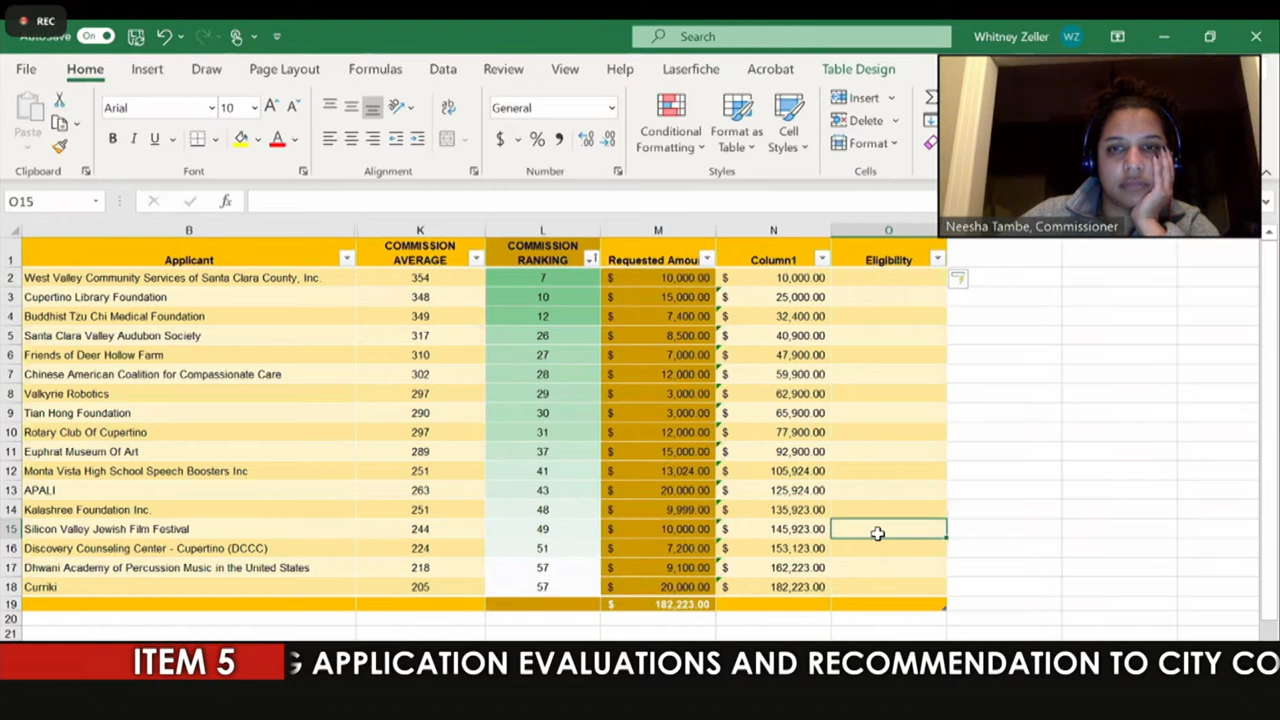 REC
AutoSave On Search Whitney Zeller WZ
File Home Insert Draw Page Layout Formulas Data Review View Help Laserfiche Acrobat Table Design
Paste Arial 10 General Conditional Formatting Format as Table Cell Styles Insert Delete Format
B I U $ % 9
Clipboard Font Alignment Number Styles Cells
Neesha Tambe, Commissioner
O15 fx
B K L M N O
1 Applicant COMMISSION AVERAGE COMMISSION RANKING Requested Amou Column1 Eligibility
2 West Valley Community Services of Santa Clara County, Inc. 354 7 $ 10,000.00 $ 10,000.00
3 Cupertino Library Foundation 348 10 $ 15,000.00 $ 25,000.00
4 Buddhist Tzu Chi Medical Foundation 349 12 $ 7,400.00 $ 32,400.00
5 Santa Clara Valley Audubon Society 317 26 $ 8,500.00 $ 40,900.00
6 Friends of Deer Hollow Farm 310 27 $ 7,000.00 $ 47,900.00
7 Chinese American Coalition for Compassionate Care 302 28 $ 12,000.00 $ 59,900.00
8 Valkyrie Robotics 297 29 $ 3,000.00 $ 62,900.00
9 Tian Hong Foundation 290 30 $ 3,000.00 $ 65,900.00
10 Rotary Club Of Cupertino 297 31 $ 12,000.00 $ 77,900.00
11 Euphrat Museum Of Art 289 37 $ 15,000.00 $ 92,900.00
12 Monta Vista High School Speech Boosters Inc 251 41 $ 13,024.00 $ 105,924.00
13 APALI 263 43 $ 20,000.00 $ 125,924.00
14 Kalashree Foundation Inc. 251 48 $ 9,999.00 $ 135,923.00
15 Silicon Valley Jewish Film Festival 244 49 $ 10,000.00 $ 145,923.00
16 Discovery Counseling Center - Cupertino (DCCC) 224 51 $ 7,200.00 $ 153,123.00
17 Dhwani Academy of Percussion Music in the United States 218 57 $ 9,100.00 $ 162,223.00
18 Curriki 205 57 $ 20,000.00 $ 182,223.00
19 $ 182,223.00
20
21
ITEM 5 G APPLICATION EVALUATIONS AND RECOMMENDATION TO CITY CO